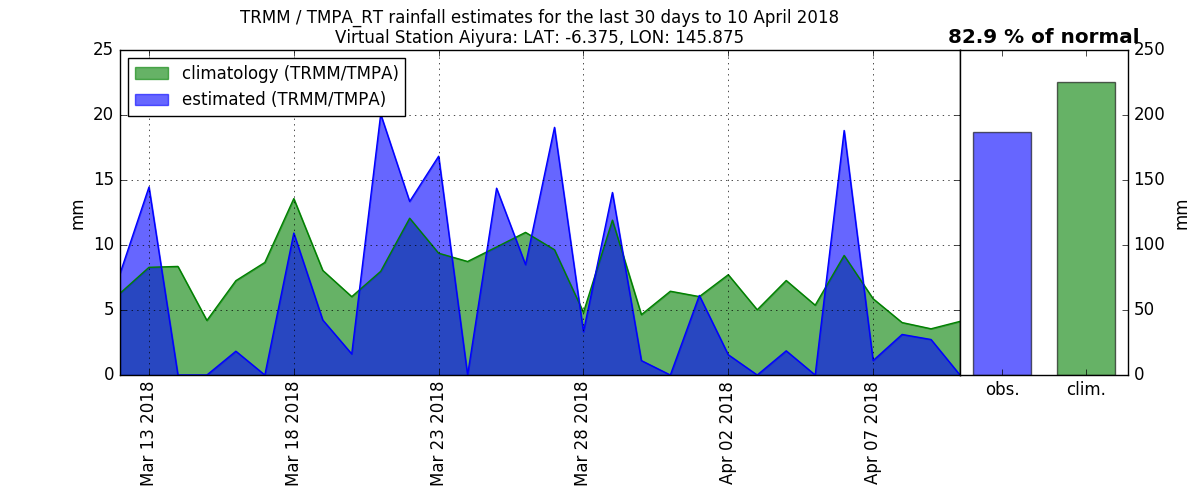 TRMM / TMPA_RT rainfall estimates for the last 30 days to 10 April 2018
Virtual Station Aiyura: LAT: -6.375, LON: 145.875
82.9 % of normal
climatology (TRMM/TMPA)
estimated (TRMM/TMPA)
25
20
15
10
5
0
mm
250
200
150
100
50
0
mm
Mar 13 2018
Mar 18 2018
Mar 23 2018
Mar 28 2018
Apr 02 2018
Apr 07 2018
obs.
clim.